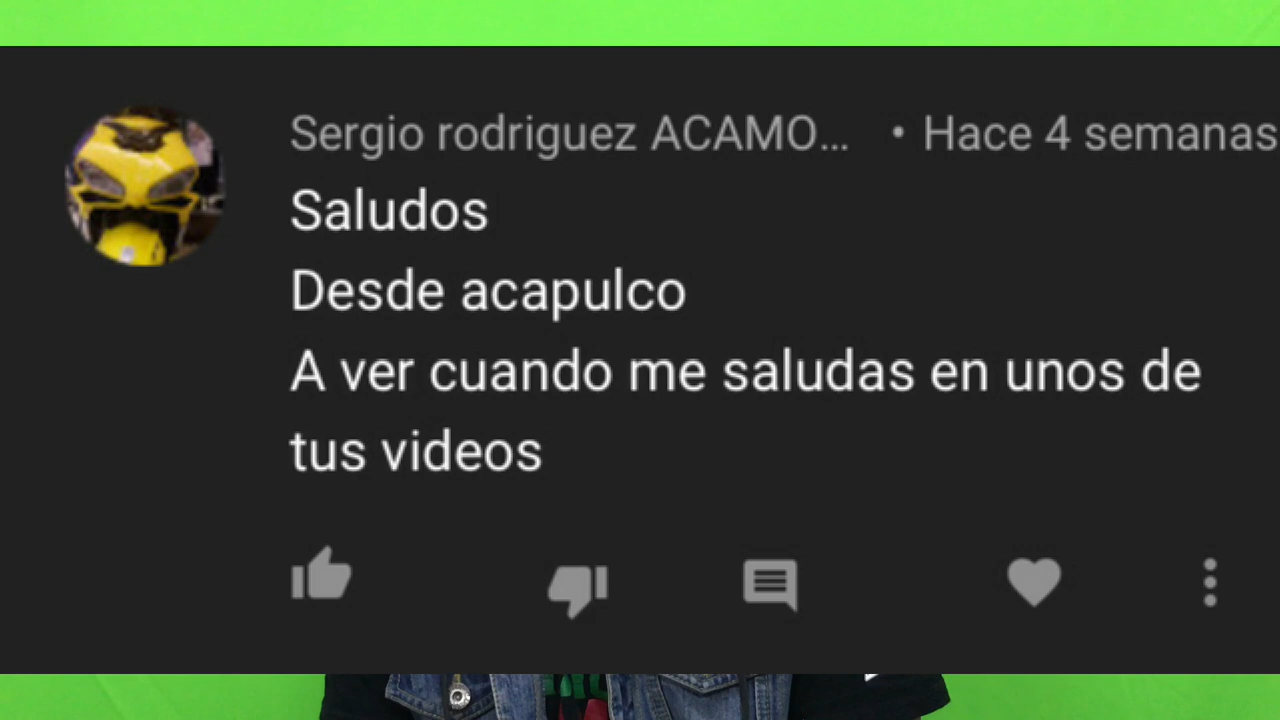 Sergio rodriguez ACAMO... • Hace 4 semanas
Saludos
Desde acapulco
A ver cuando me saludas en unos de
tus videos